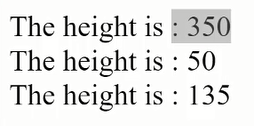 The height is : 350
The height is : 50
The height is : 135